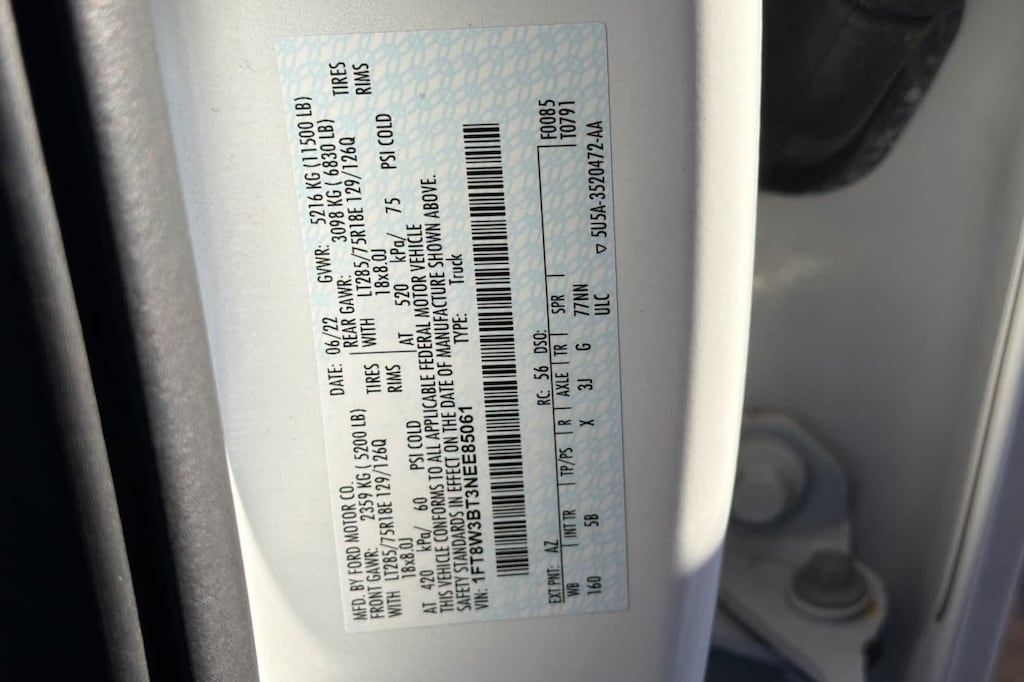 MFD. BY FORD MOTOR CO.
DATE: 06/22 GVWR: 5216 KG (11500 LB)
FRONT GAWR: 2359 KG ( 5200 LB) REAR GAWR: 3098 KG ( 6830 LB)
WITH LT285/75R18E 129/126Q TIRES WITH LT285/75R18E 129/126Q TIRES
18x8.0J RIMS 18x8.0J RIMS
AT 420 kPa/ 60 PSI COLD AT 520 kPa/ 75 PSI COLD
THIS VEHICLE CONFORMS TO ALL APPLICABLE FEDERAL MOTOR VEHICLE
SAFETY STANDARDS IN EFFECT ON THE DATE OF MANUFACTURE SHOWN ABOVE.
VIN: 1FT8W3BT3NEE85061 TYPE: Truck
EXT PNT: AZ RC: 56 DSO: F0085
WB INT TR TP/PS R AXLE TR SPR T0791
160 5B X 3J G 77NN
ULC ▽ 5U5A-3520472-AA